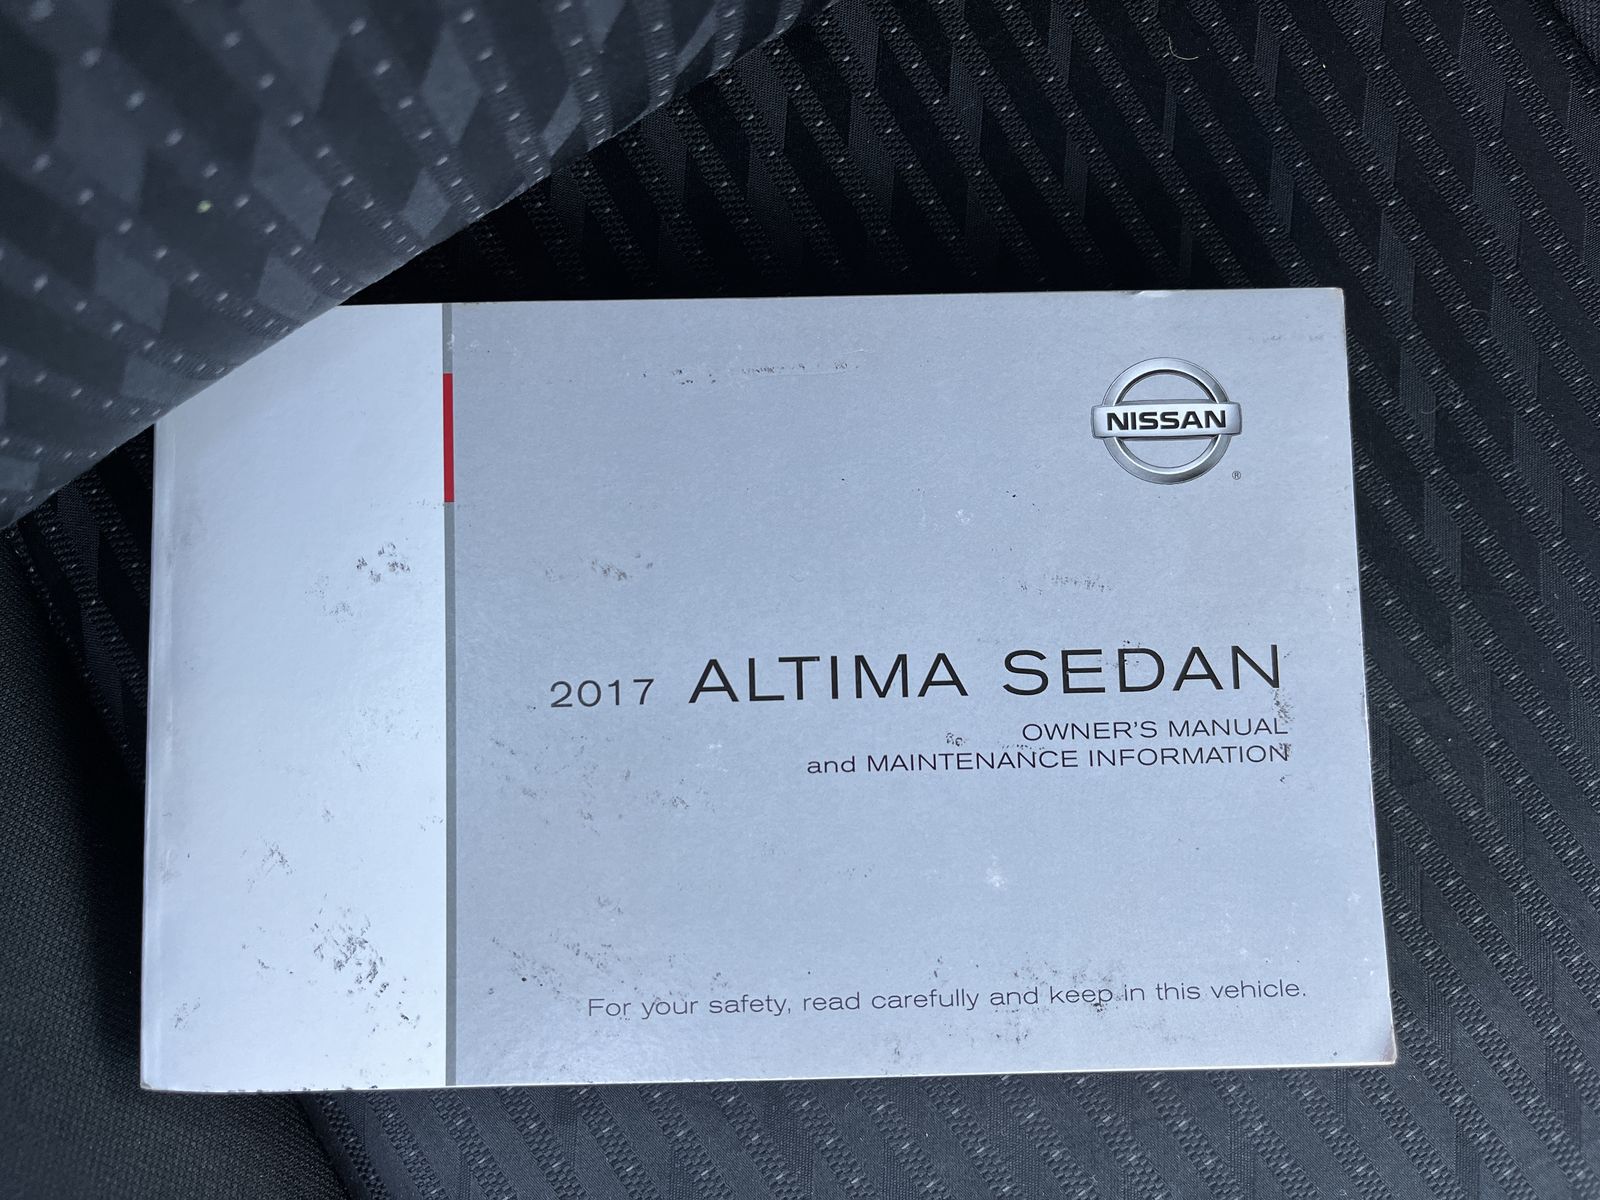 NISSAN
®
2017 ALTIMA SEDAN
OWNER'S MANUAL
and MAINTENANCE INFORMATION
For your safety, read carefully and keep in this vehicle.